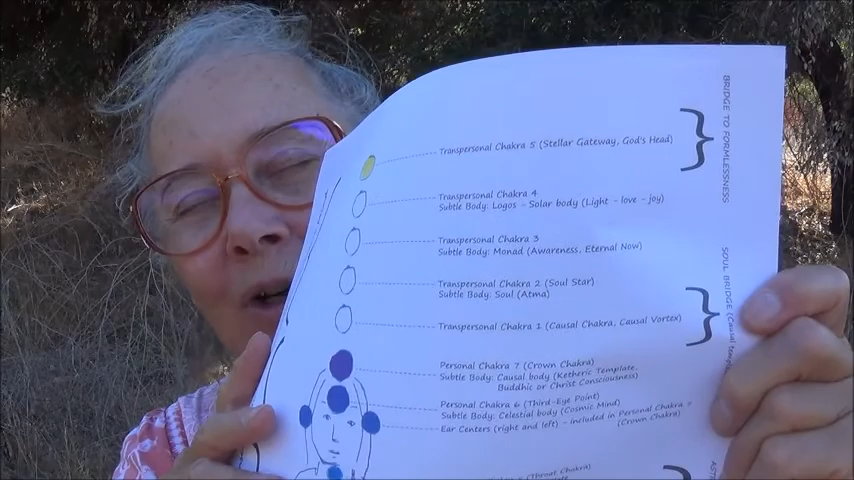 Transpersonal Chakra 5 (Stellar Gateway, God's Head)
Transpersonal Chakra 4
Subtle Body: Logos - Solar body (Light - love - joy)
Transpersonal Chakra 3
Subtle Body: Monad (Awareness, Eternal Now)
Transpersonal Chakra 2 (Soul Star)
Subtle Body: Soul (Atma)
Transpersonal Chakra 1 (Causal Chakra, Causal Vortex)
Personal Chakra 7 (Crown Chakra)
Subtle Body: Causal body (Ketheric Template,
Buddhic or Christ Consciousness)
Personal Chakra 6 (Third-Eye Point)
Subtle Body: Celestial body (Cosmic Mind)
Ear Centers (right and left) - included in Personal Chakra 7
(Crown Chakra)
(Throat Chakra)
BRIDGE TO FORMLESSNESS
SOUL BRIDGE (Causal